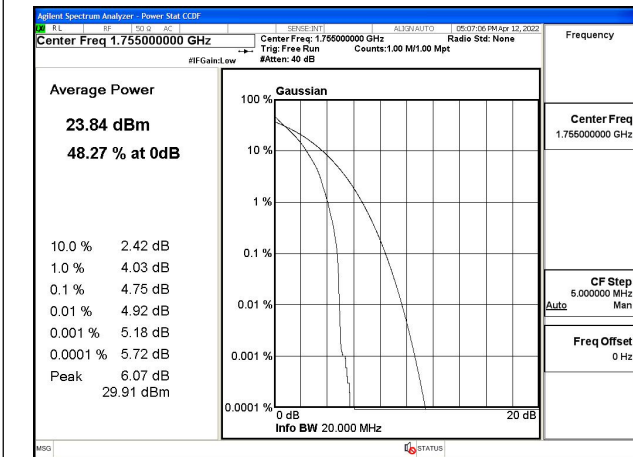 Agilent Spectrum Analyzer - Power Stat CCDF
RL RF 50 Ω AC SENSE:INT ALIGNAUTO 05:07:06 PM Apr 12, 2022
Center Freq 1.755000000 GHz Center Freq: 1.755000000 GHz Radio Std: None
Trig: Free Run Counts:1.00 M/1.00 Mpt
#IFGain:Low #Atten: 40 dB
Frequency
Average Power
23.84 dBm
48.27 % at 0dB
10.0 % 2.42 dB
1.0 % 4.03 dB
0.1 % 4.75 dB
0.01 % 4.92 dB
0.001 % 5.18 dB
0.0001 % 5.72 dB
Peak 6.07 dB
29.91 dBm
Gaussian
100 %
10 %
1 %
0.1 %
0.01 %
0.001 %
0.0001 %
0 dB 20 dB
Info BW 20.000 MHz
Center Freq
1.755000000 GHz
CF Step
5.000000 MHz
Auto Man
Freq Offset
0 Hz
MSG STATUS